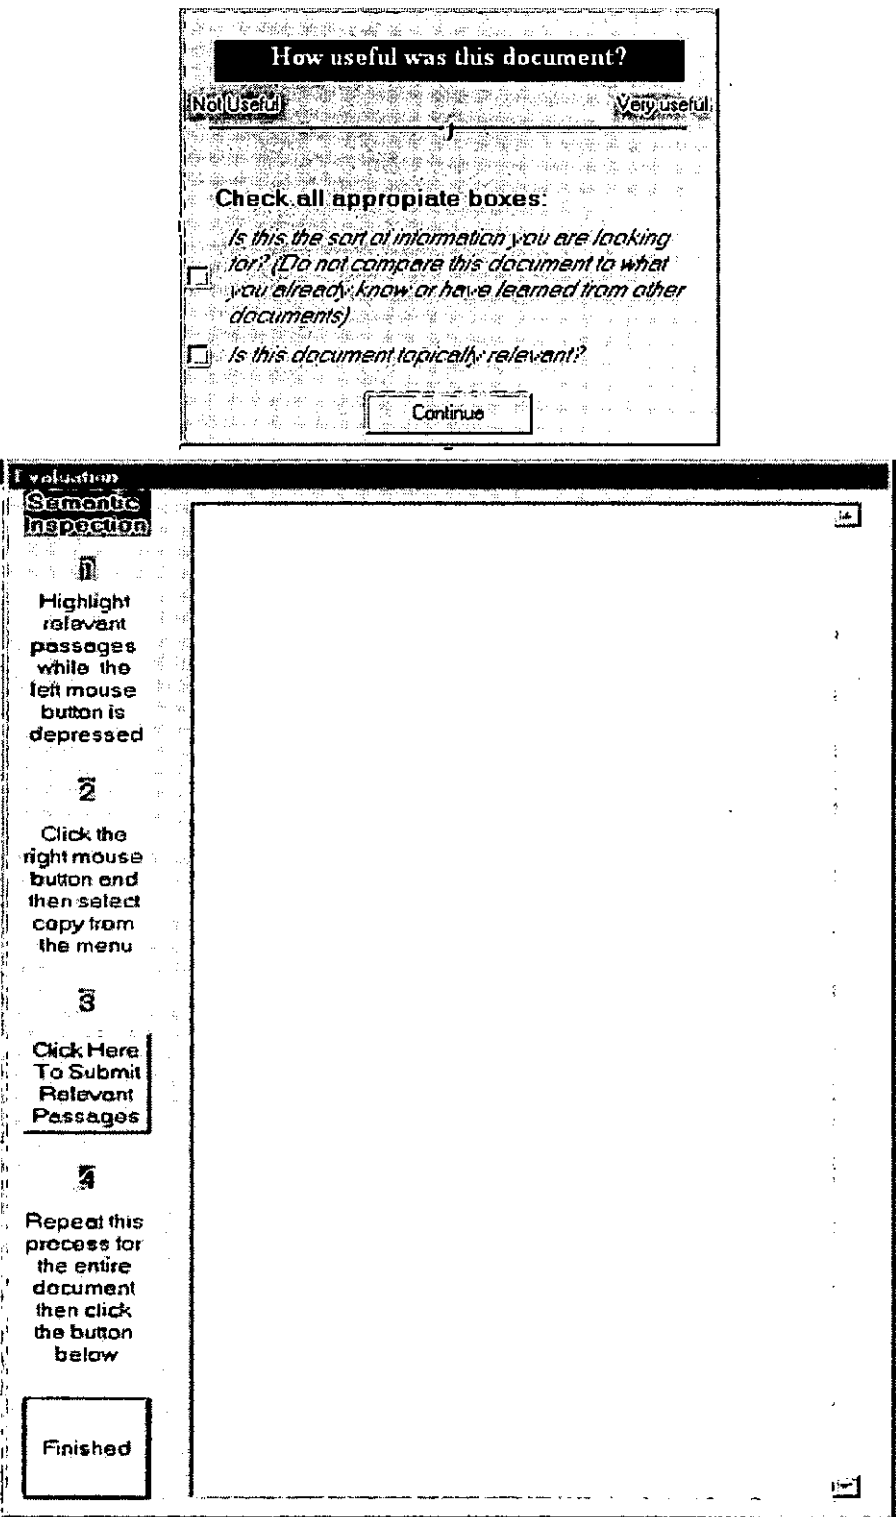 How useful was this document?
Not Useful Very useful
Check all appropiate boxes:
Is this the sort of information you are looking
for? (Do not compare this document to what
you already know or have learned from other
documents)
Is this document topically relevant?
Continue
Evaluation
Semantic
Inspection
1
Highlight
relevant
passages
while the
left mouse
button is
depressed
2
Click the
right mouse
button and
then select
copy from
the menu
3
Click Here
To Submit
Relevant
Passages
4
Repeat this
process for
the entire
document
then click
the button
below
Finished